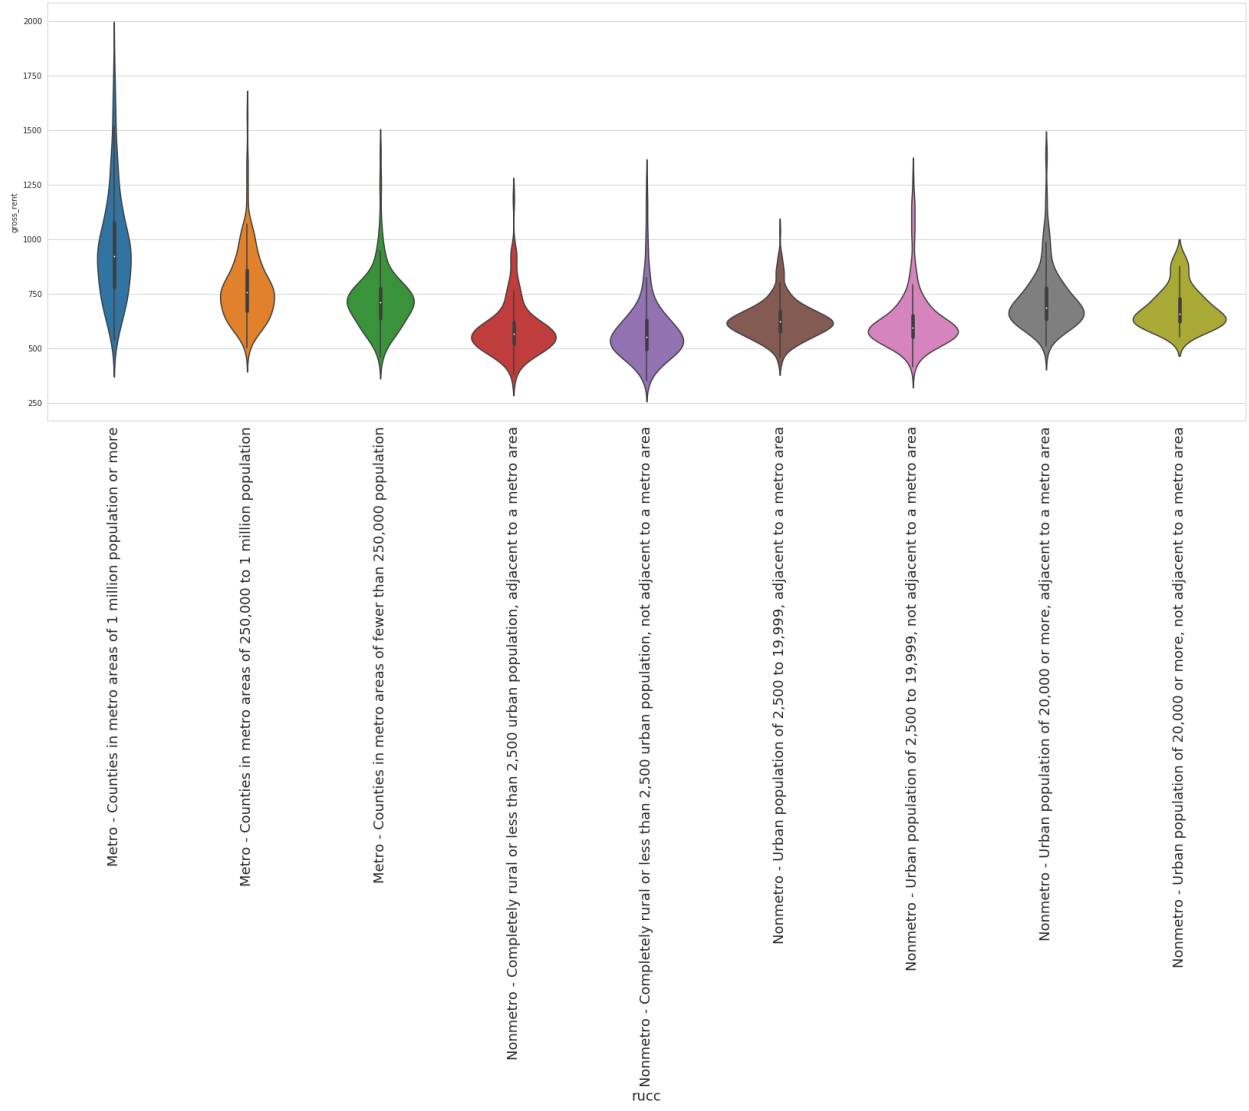 2000
1750
1500
1250
1000
750
500
250
gross_rent
Metro - Counties in metro areas of 1 million population or more
Metro - Counties in metro areas of 250,000 to 1 million population
Metro - Counties in metro areas of fewer than 250,000 population
Nonmetro - Completely rural or less than 2,500 urban population, adjacent to a metro area
Nonmetro - Completely rural or less than 2,500 urban population, not adjacent to a metro area
Nonmetro - Urban population of 2,500 to 19,999, adjacent to a metro area
Nonmetro - Urban population of 2,500 to 19,999, not adjacent to a metro area
Nonmetro - Urban population of 20,000 or more, adjacent to a metro area
Nonmetro - Urban population of 20,000 or more, not adjacent to a metro area
rucc